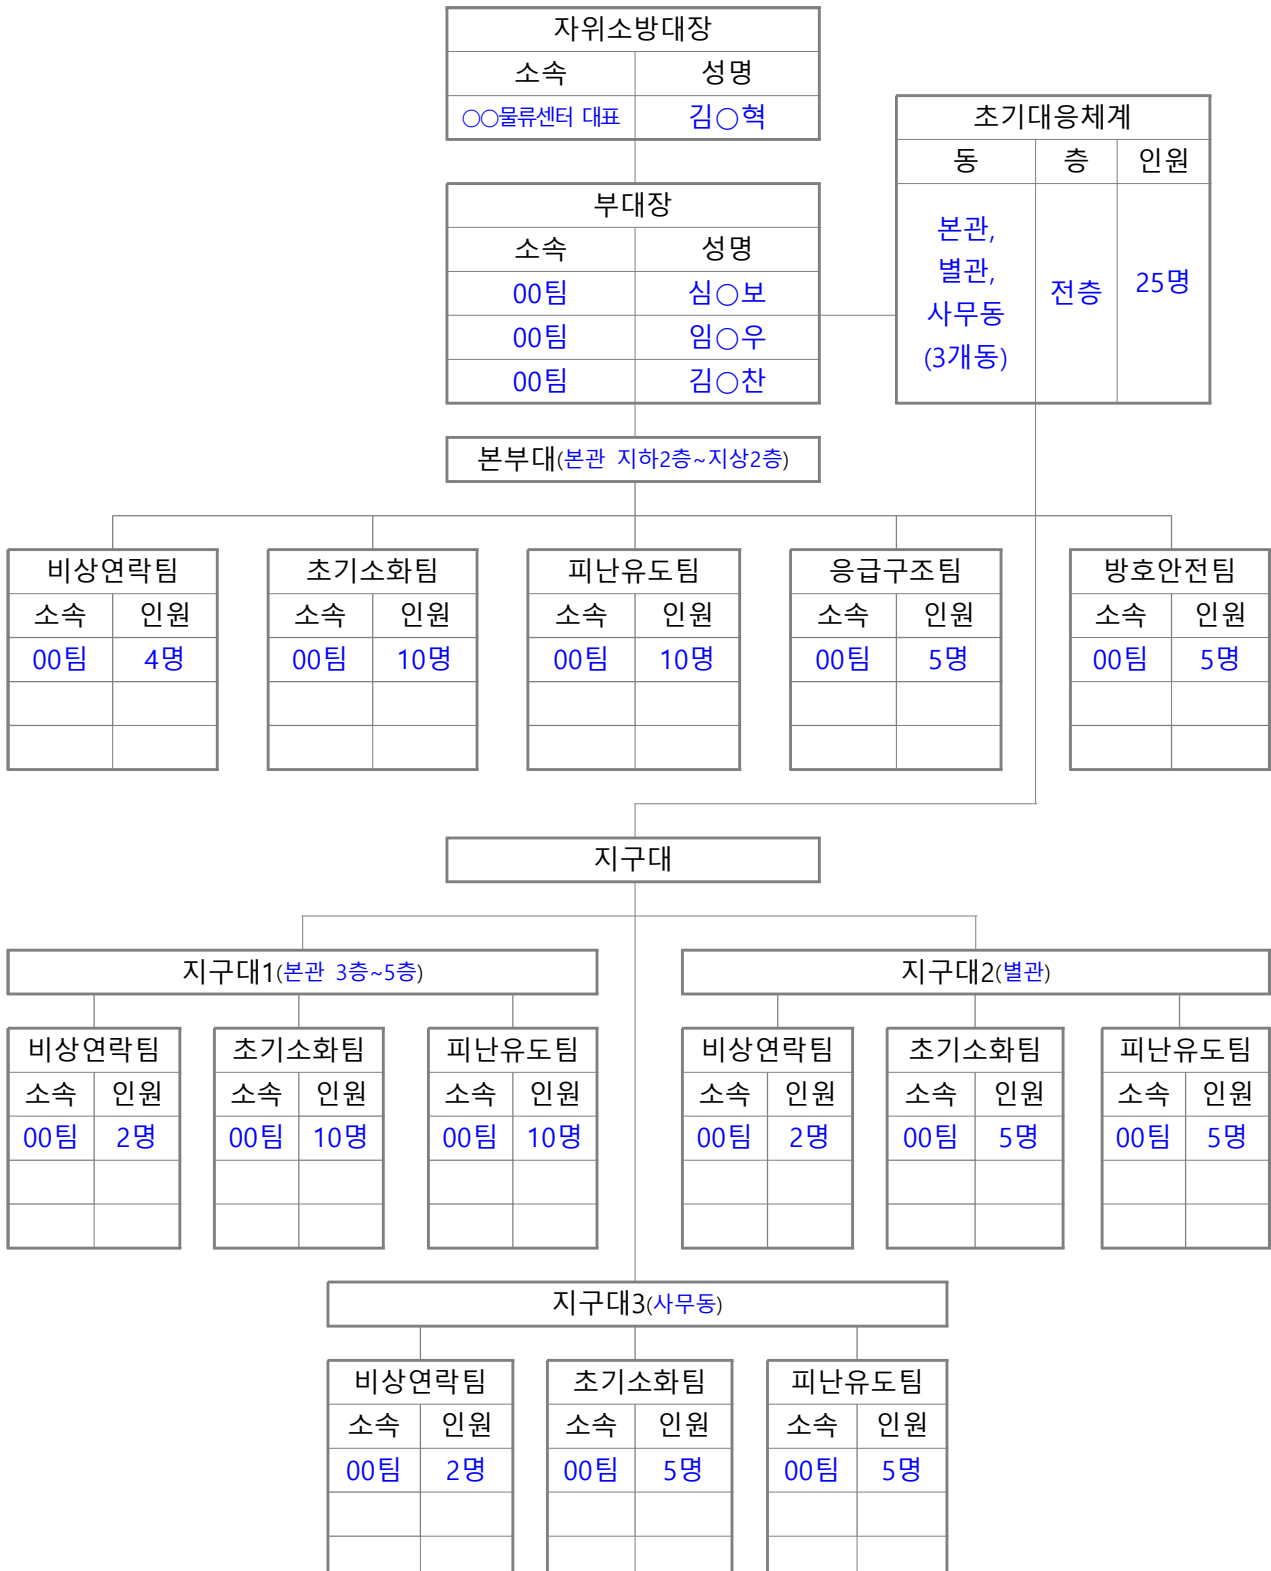 자위소방대장
소속 성명
○○물류센터 대표 김○혁
초기대응체계
동 층 인원
본관,
별관,
사무동
(3개동)
전층
25명
부대장
소속 성명
00팀 심○보
00팀 임○우
00팀 김○찬
본부대(본관 지하2층~지상2층)
비상연락팀 초기소화팀 피난유도팀 응급구조팀 방호안전팀
소속 인원 소속 인원 소속 인원 소속 인원 소속 인원
00팀 4명 00팀 10명 00팀 10명 00팀 5명 00팀 5명
지구대
지구대1(본관 3층~5층) 지구대2(별관)
비상연락팀 초기소화팀 피난유도팀 비상연락팀 초기소화팀 피난유도팀
소속 인원 소속 인원 소속 인원 소속 인원 소속 인원 소속 인원
00팀 2명 00팀 10명 00팀 10명 00팀 2명 00팀 5명 00팀 5명
지구대3(사무동)
비상연락팀 초기소화팀 피난유도팀
소속 인원 소속 인원 소속 인원
00팀 2명 00팀 5명 00팀 5명